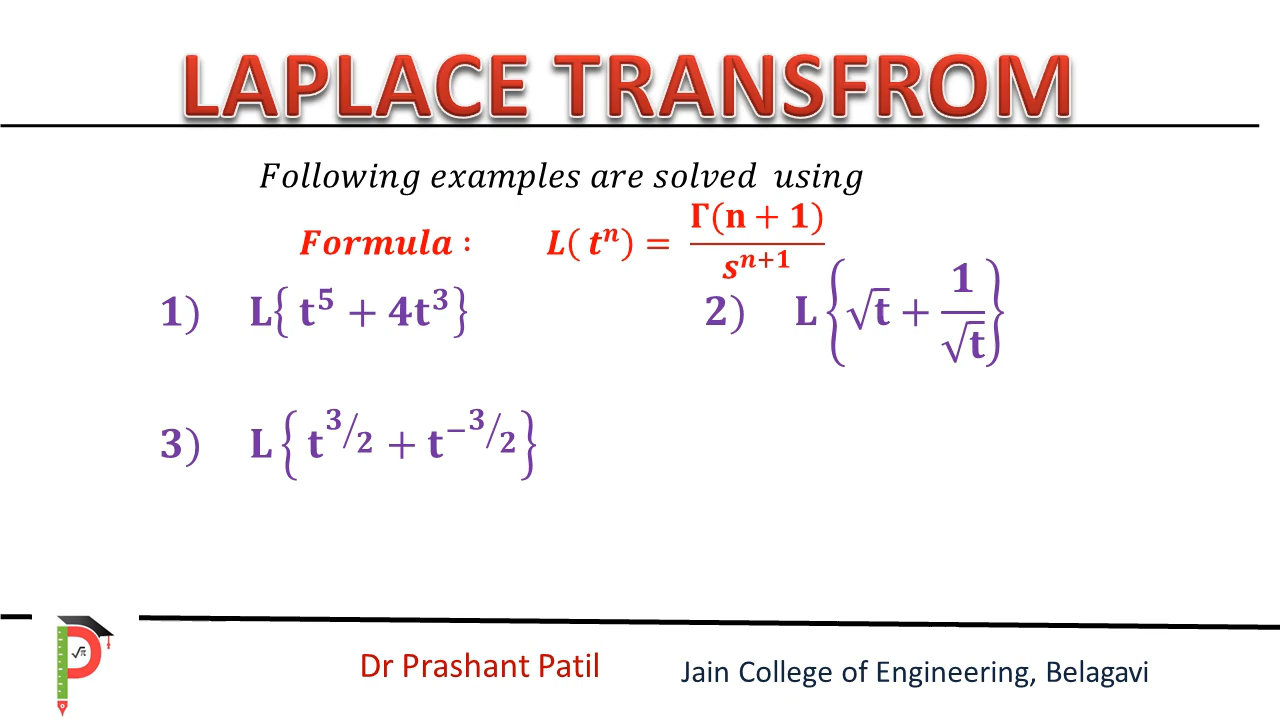 LAPLACE TRANSFROM
Following examples are solved using
Formula : L( tⁿ) = Γ(n + 1) / sⁿ⁺¹
1) L{ t⁵ + 4t³ }
2) L{ √t + 1/√t }
3) L{ t^3/2 + t^−3/2 }
√π
Dr Prashant Patil
Jain College of Engineering, Belagavi